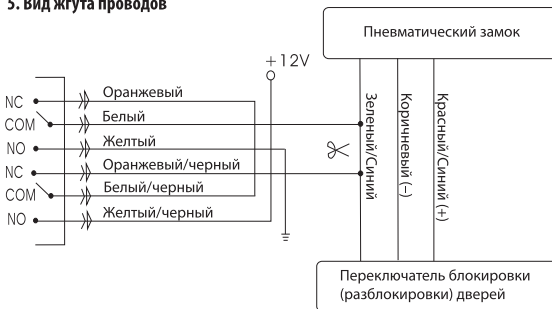 5. Вид жгута проводов
Пневматический замок
+12V
NC
Оранжевый
COM
Белый
NO
Желтый
NC
Оранжевый/черный
COM
Белый/черный
NO
Желтый/черный
Зеленый/Синий
Коричневый (−)
Красный/Синий (+)
Переключатель блокировки
(разблокировки) дверей